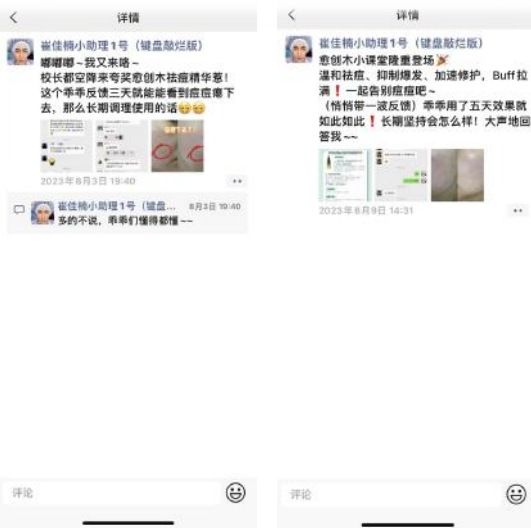 详情
崔佳楠小助理1号（键盘敲烂版）
嘟嘟嘟~我又来咯~
校长都空降来夸奖愈创木祛痘精华惹！
这个乖乖反馈三天就能能看到痘痘瘪下
去，那么长期调理使用的话
2023年8月3日 19:40
崔佳楠小助理1号（键盘... 8月3日 19:40
多的不说，乖乖们懂得都懂~~
评论
详情
崔佳楠小助理1号（键盘敲烂版）
愈创木小课堂隆重登场🎉
温和祛痘、抑制爆发、加速修护，Buff拉
满❗一起告别痘痘吧~
（悄悄带一波反馈）乖乖用了五天效果就
如此如此❗长期坚持会怎么样！大声地回
答我~~
2023年8月9日 14:31
评论